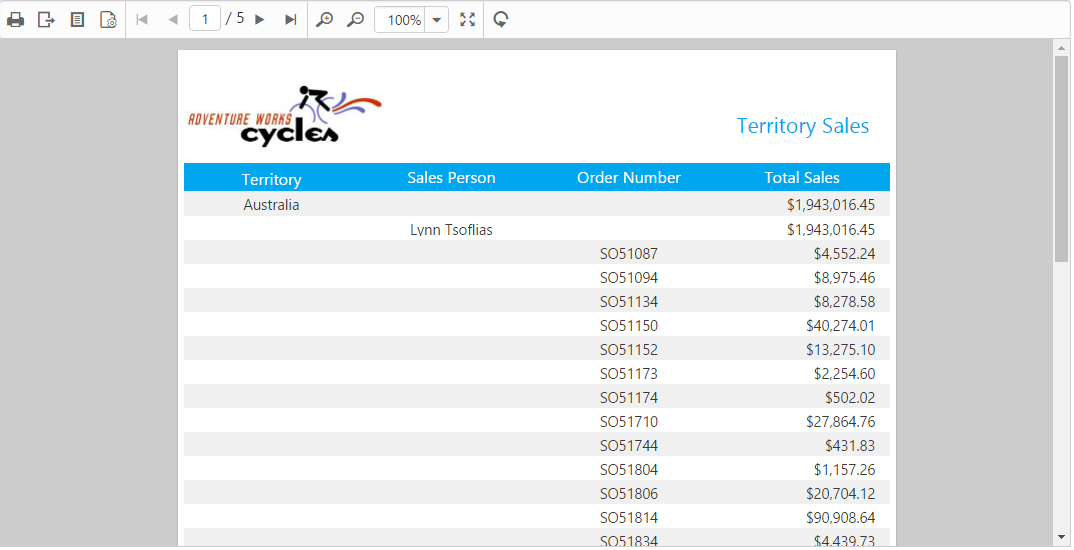 1 / 5 100%
ADVENTURE WORKS
cycles
Territory Sales
Territory Sales Person Order Number Total Sales
Australia $1,943,016.45
Lynn Tsoflias $1,943,016.45
SO51087 $4,552.24
SO51094 $8,975.46
SO51134 $8,278.58
SO51150 $40,274.01
SO51152 $13,275.10
SO51173 $2,254.60
SO51174 $502.02
SO51710 $27,864.76
SO51744 $431.83
SO51804 $1,157.26
SO51806 $20,704.12
SO51814 $90,908.64
SO51834 $4,439.73